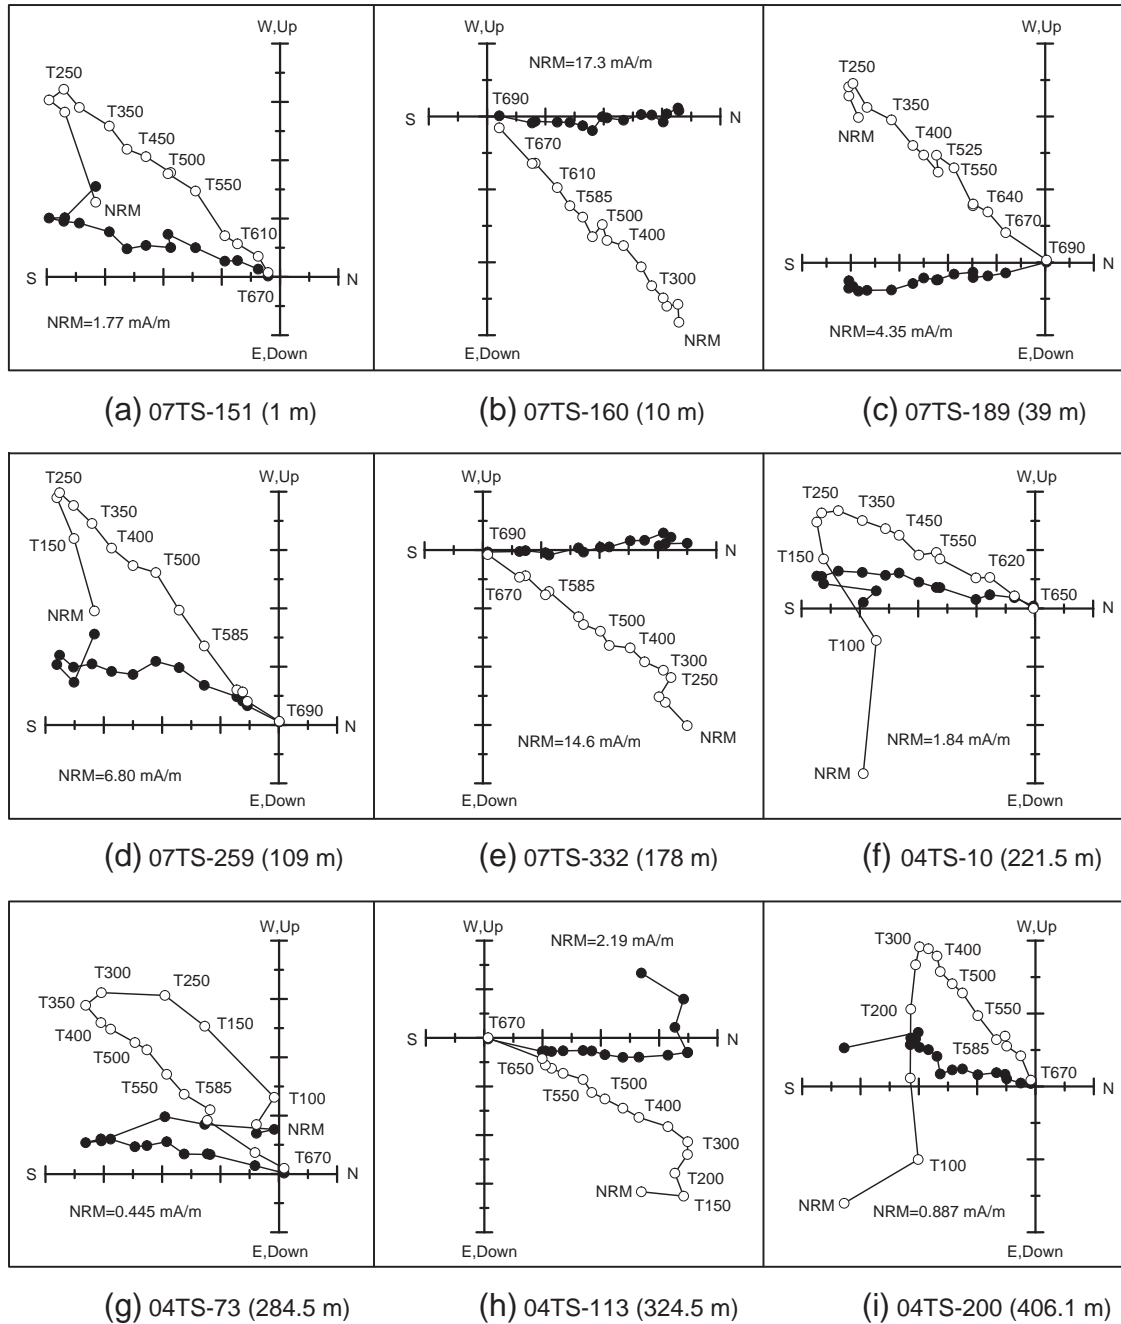 W,Up
T250
T350
T450
T500
T550
NRM
T610
S
N
T670
NRM=1.77 mA/m
E,Down
(a) 07TS-151 (1 m)
W,Up
NRM=17.3 mA/m
T690
S
N
T670
T610
T585
T500
T400
T300
NRM
E,Down
(b) 07TS-160 (10 m)
W,Up
T250
T350
NRM
T400
T525
T550
T640
T670
T690
S
N
NRM=4.35 mA/m
E,Down
(c) 07TS-189 (39 m)
W,Up
T250
T350
T400
T150
T500
NRM
T585
T690
S
N
NRM=6.80 mA/m
E,Down
(d) 07TS-259 (109 m)
W,Up
T690
S
N
T670
T585
T500
T400
T300
T250
NRM
NRM=14.6 mA/m
E,Down
(e) 07TS-332 (178 m)
W,Up
T250
T350
T450
T550
T150
T620
T650
S
N
T100
NRM=1.84 mA/m
NRM
E,Down
(f) 04TS-10 (221.5 m)
W,Up
T300
T250
T350
T150
T400
T500
T550
T585
T100
NRM
T670
S
N
NRM=0.445 mA/m
E,Down
(g) 04TS-73 (284.5 m)
W,Up
NRM=2.19 mA/m
T670
S
N
T650
T550
T500
T400
T300
T200
NRM
T150
E,Down
(h) 04TS-113 (324.5 m)
W,Up
T300
T400
T500
T200
T550
T585
T670
S
N
T100
NRM
NRM=0.887 mA/m
E,Down
(i) 04TS-200 (406.1 m)